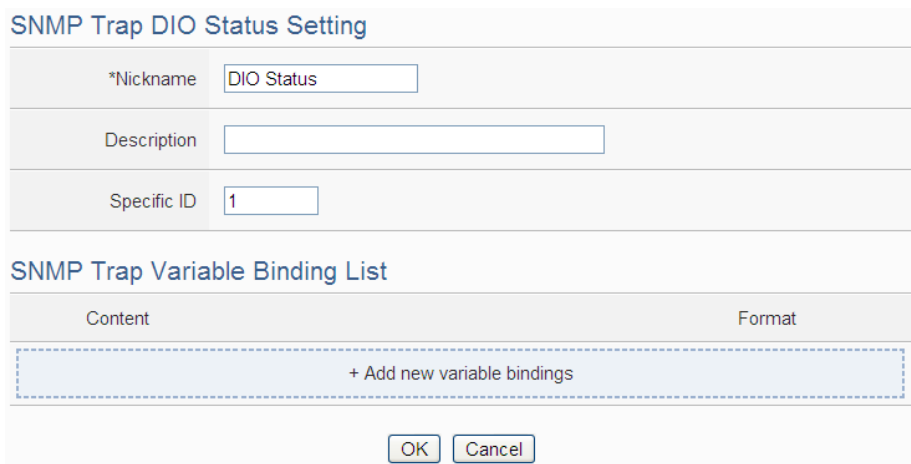 SNMP Trap DIO Status Setting
*Nickname DIO Status
Description
Specific ID 1
SNMP Trap Variable Binding List
Content Format
+ Add new variable bindings
OK Cancel